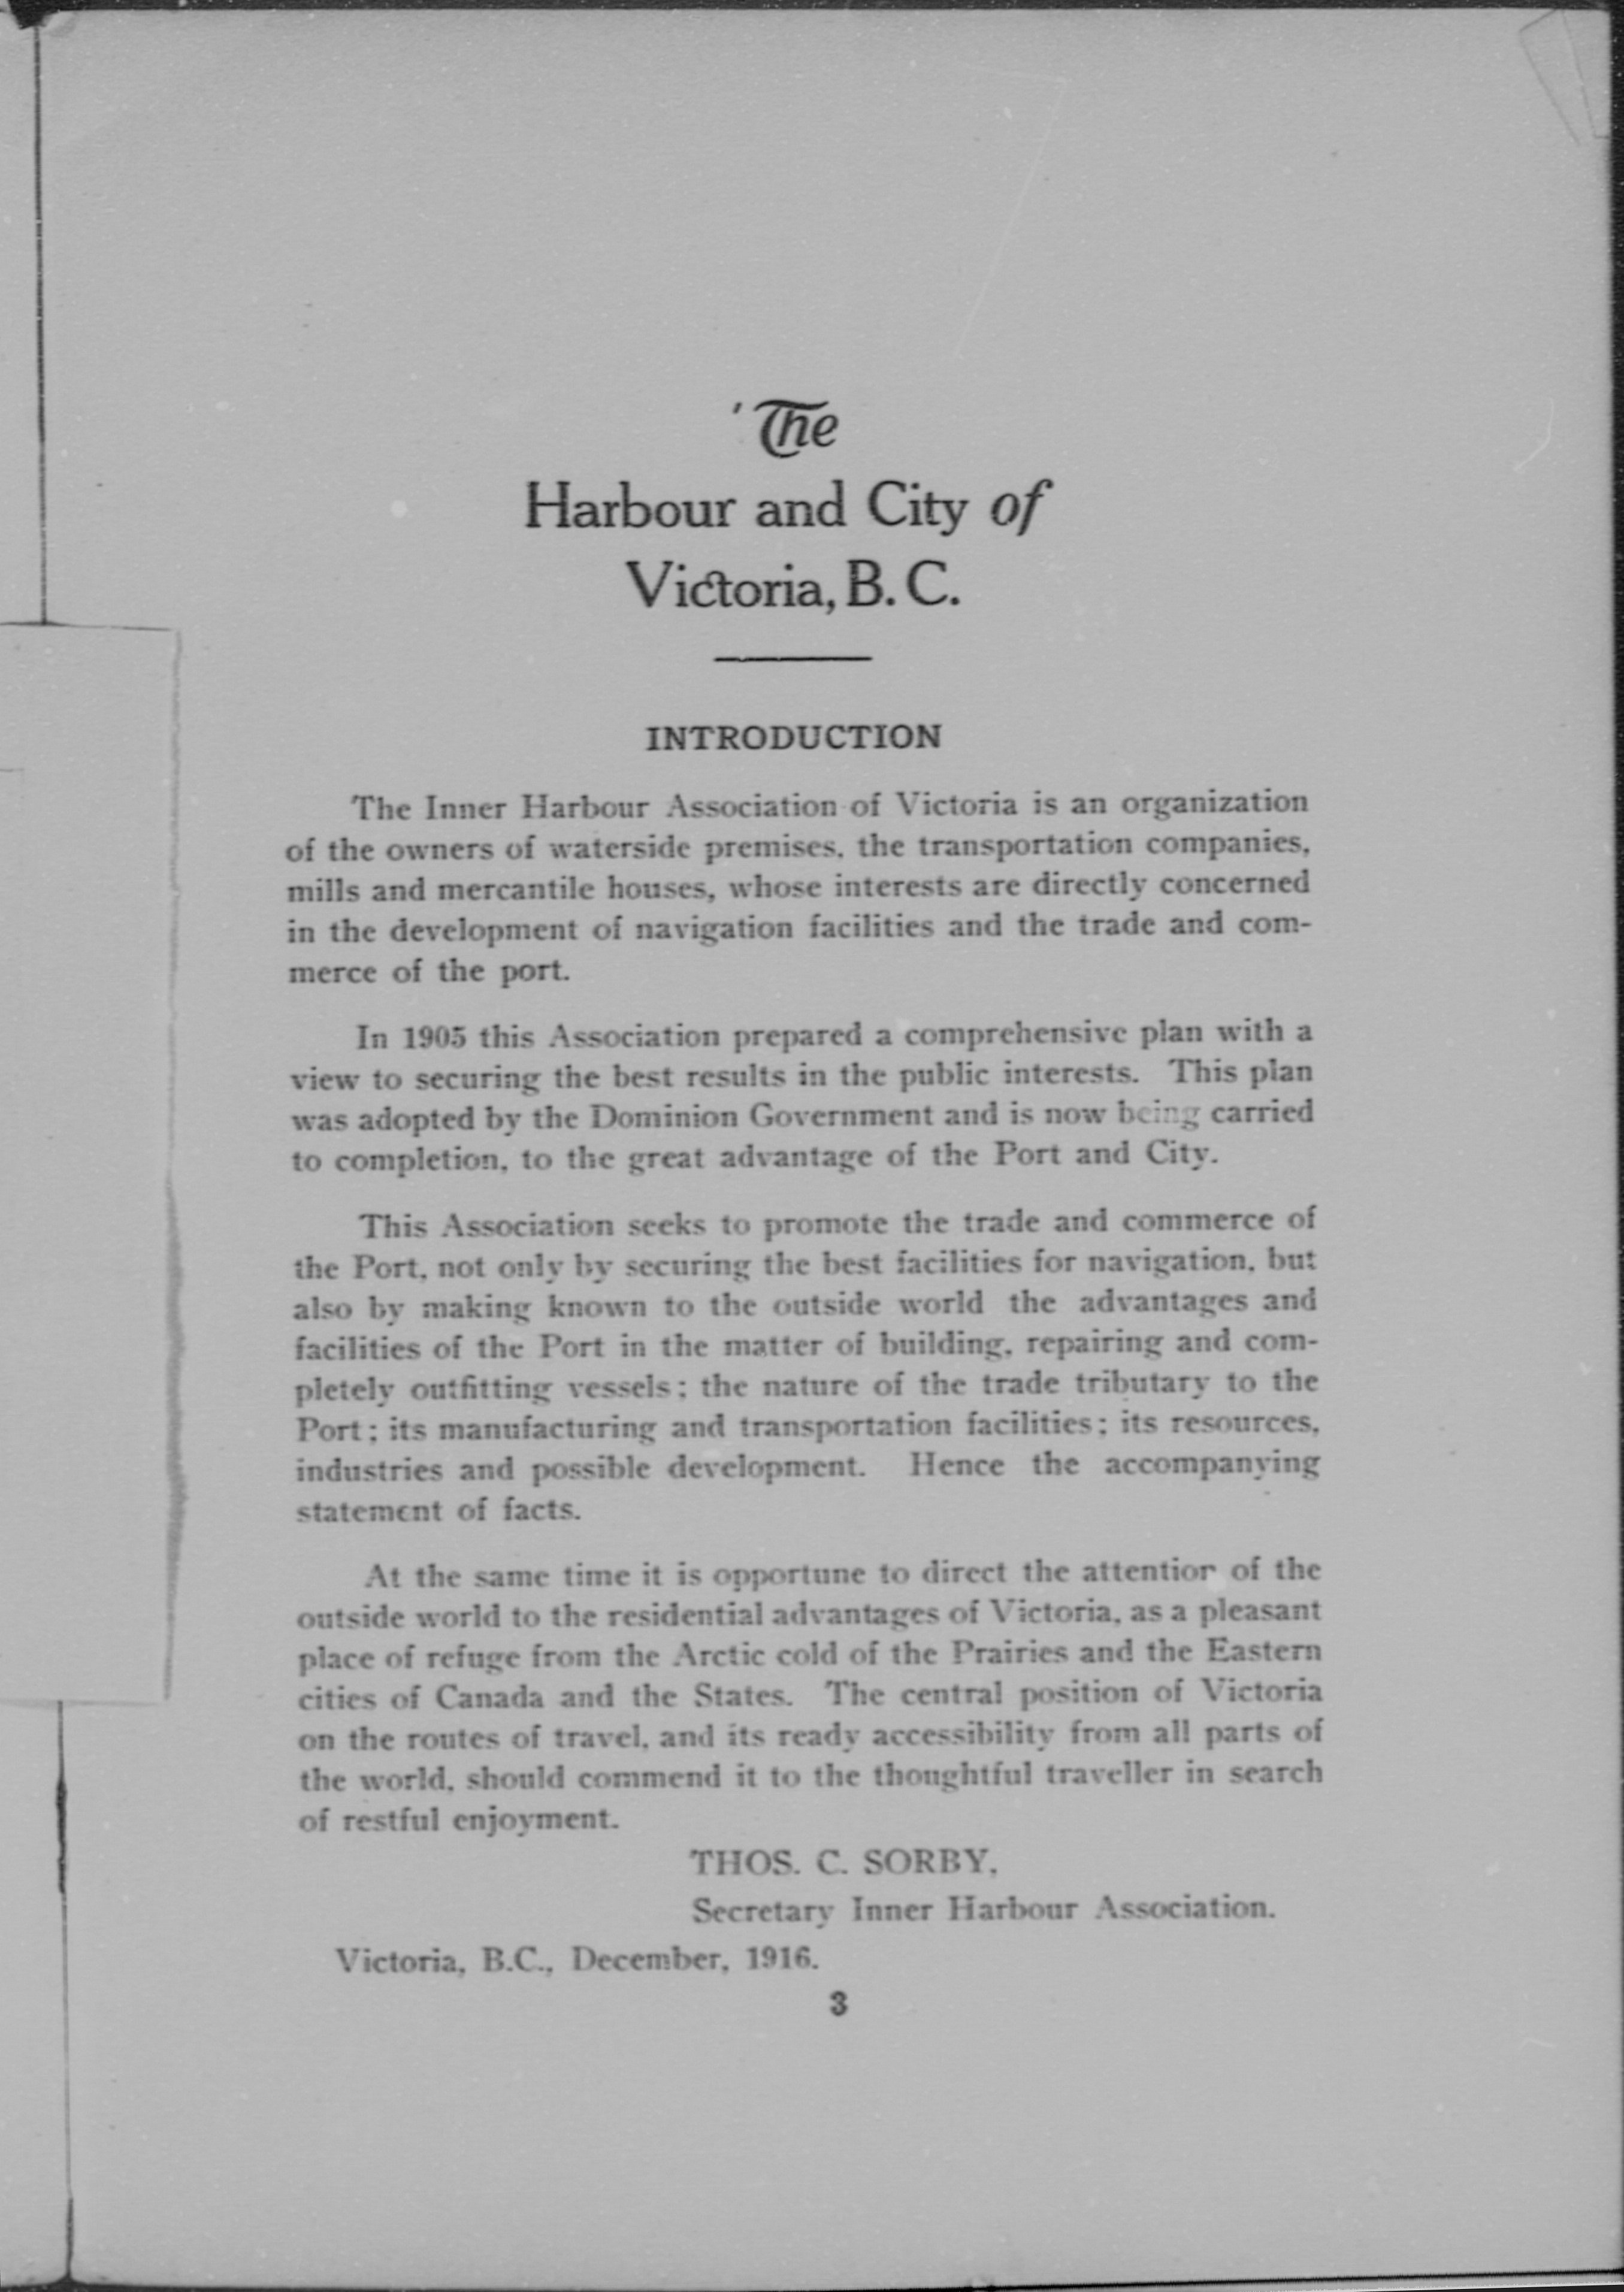 The
Harbour and City of
Victoria, B. C.
INTRODUCTION
The Inner Harbour Association of Victoria is an organization
of the owners of waterside premises, the transportation companies,
mills and mercantile houses, whose interests are directly concerned
in the development of navigation facilities and the trade and com-
merce of the port.
In 1905 this Association prepared a comprehensive plan with a
view to securing the best results in the public interests. This plan
was adopted by the Dominion Government and is now being carried
to completion, to the great advantage of the Port and City.
This Association seeks to promote the trade and commerce of
the Port, not only by securing the best facilities for navigation, but
also by making known to the outside world the advantages and
facilities of the Port in the matter of building, repairing and com-
pletely outfitting vessels; the nature of the trade tributary to the
Port; its manufacturing and transportation facilities; its resources,
industries and possible development. Hence the accompanying
statement of facts.
At the same time it is opportune to direct the attention of the
outside world to the residential advantages of Victoria, as a pleasant
place of refuge from the Arctic cold of the Prairies and the Eastern
cities of Canada and the States. The central position of Victoria
on the routes of travel, and its ready accessibility from all parts of
the world, should commend it to the thoughtful traveller in search
of restful enjoyment.
THOS. C. SORBY,
Secretary Inner Harbour Association.
Victoria, B.C., December, 1916.
3